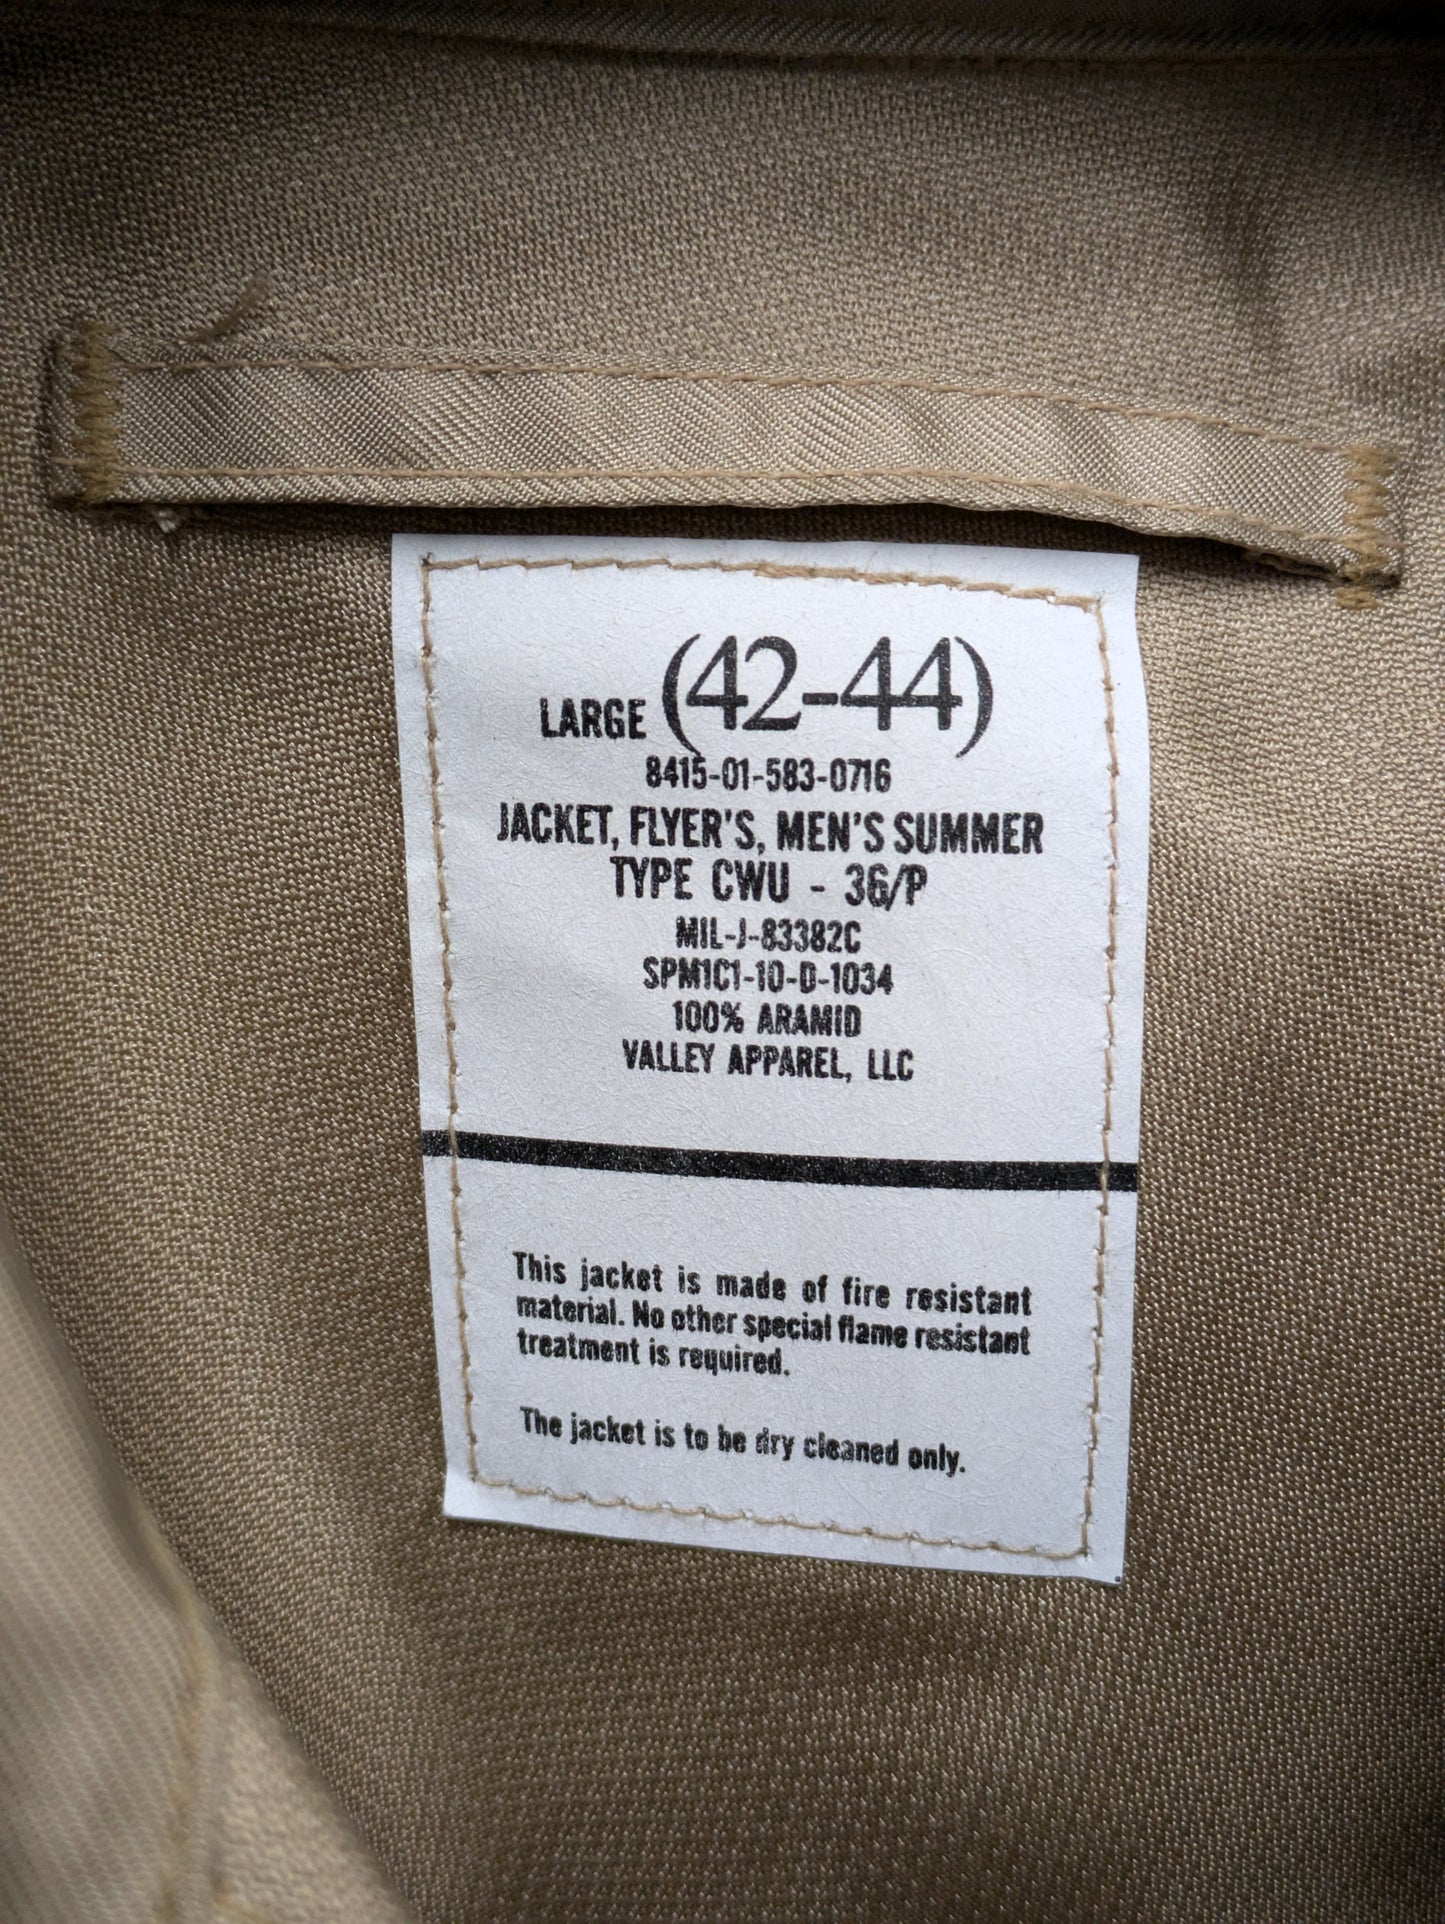 LARGE (42-44)
8415-01-583-0716
JACKET, FLYER'S, MEN'S SUMMER
TYPE CWU - 36/P
MIL-J-83382C
SPM1C1-10-D-1034
100% ARAMID
VALLEY APPAREL, LLC
This jacket is made of fire resistant
material. No other special flame resistant
treatment is required.
The jacket is to be dry cleaned only.